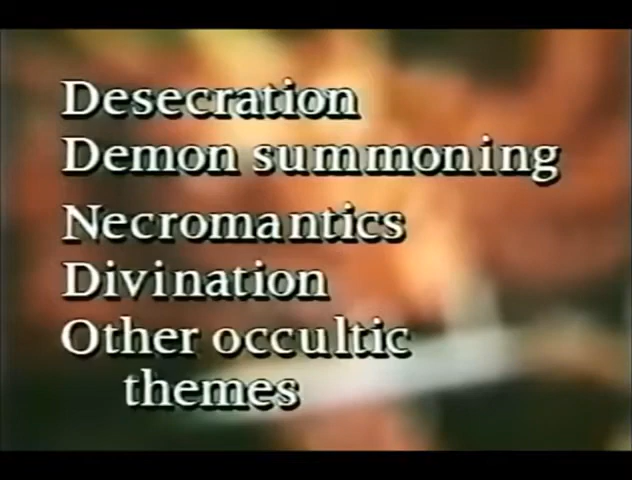 Desecration
Demon summoning
Necromantics
Divination
Other occultic
themes